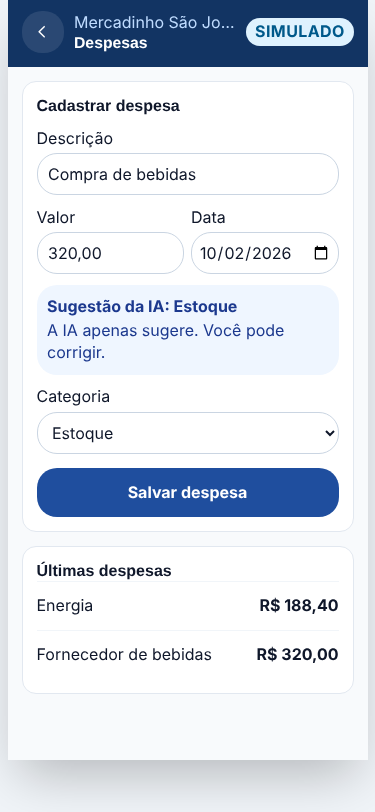 Mercadinho São Jo...
Despesas
SIMULADO
Cadastrar despesa
Descrição
Compra de bebidas
Valor
Data
320,00
10/02/2026
Sugestão da IA: Estoque
A IA apenas sugere. Você pode
corrigir.
Categoria
Estoque
Salvar despesa
Últimas despesas
Energia
R$ 188,40
Fornecedor de bebidas
R$ 320,00